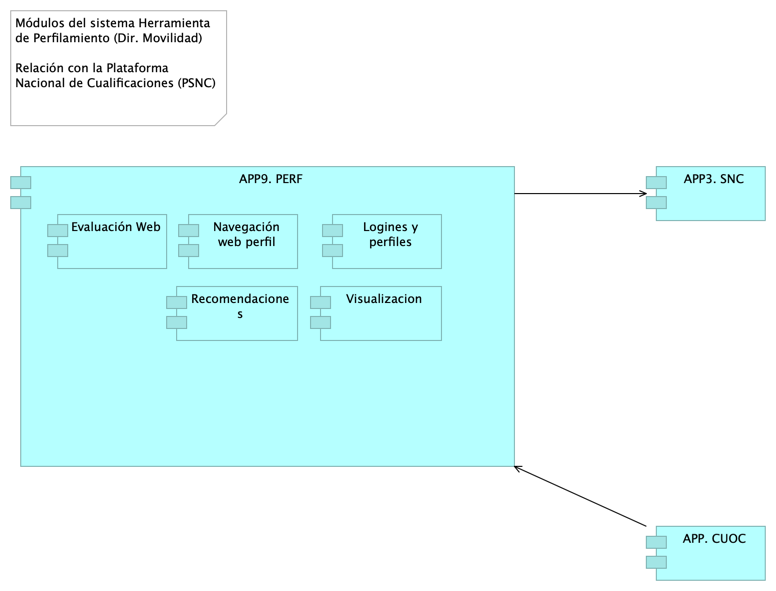 Módulos del sistema Herramienta
de Perfilamiento (Dir. Movilidad)
Relación con la Plataforma
Nacional de Cualificaciones (PSNC)
APP9. PERF
APP3. SNC
Evaluación Web
Navegación
web perfil
Logines y
perfiles
Recomendacione
s
Visualizacion
APP. CUOC